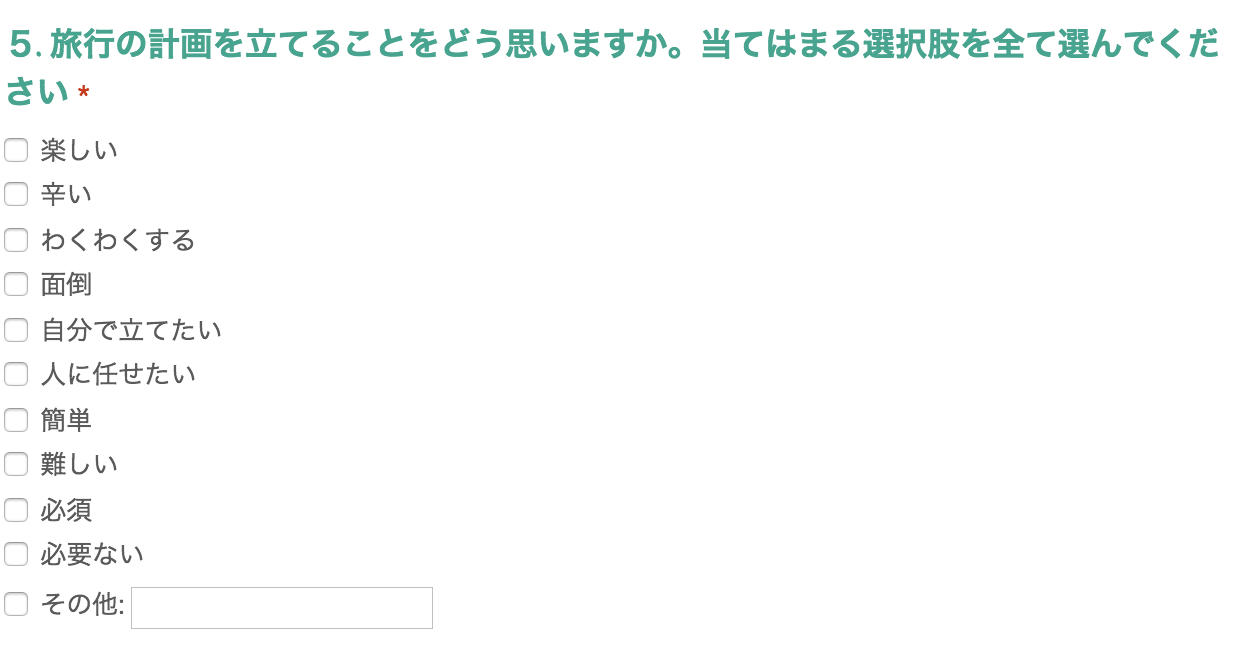 ５. 旅行の計画を立てることをどう思いますか。当てはまる選択肢を全て選んでくだ
さい *
楽しい
辛い
わくわくする
面倒
自分で立てたい
人に任せたい
簡単
難しい
必須
必要ない
その他: